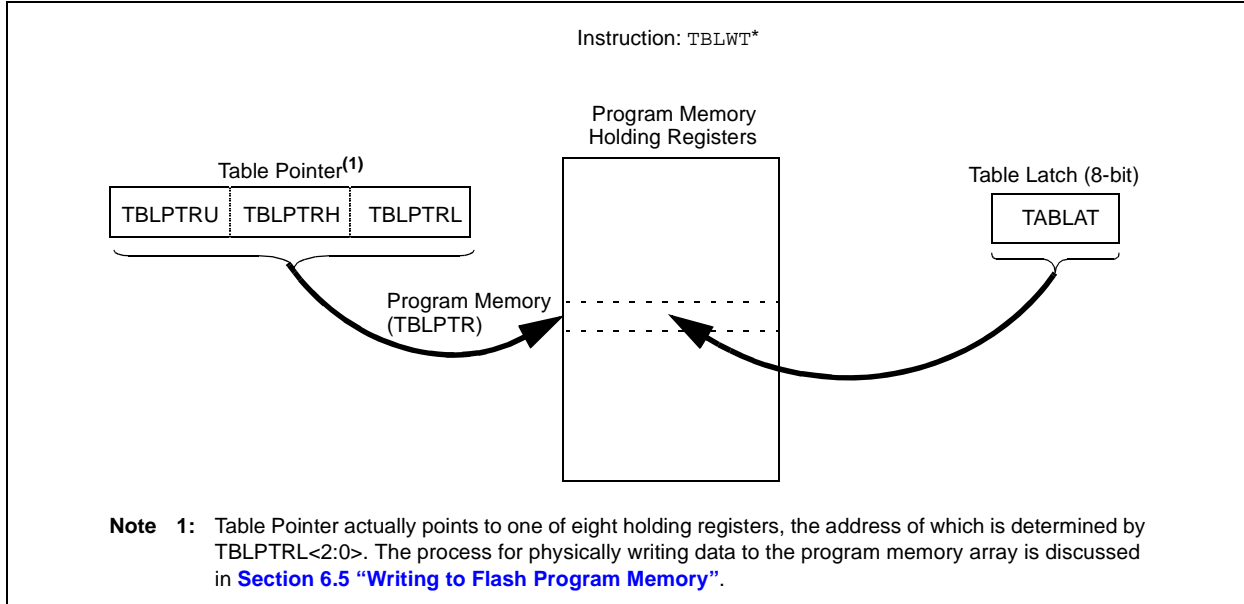 Instruction: TBLWT*
Program Memory
Holding Registers
Table Pointer(1)
Table Latch (8-bit)
TBLPTRU TBLPTRH TBLPTRL
TABLAT
Program Memory
(TBLPTR)
Note 1: Table Pointer actually points to one of eight holding registers, the address of which is determined by
TBLPTRL<2:0>. The process for physically writing data to the program memory array is discussed
in Section 6.5 “Writing to Flash Program Memory”.